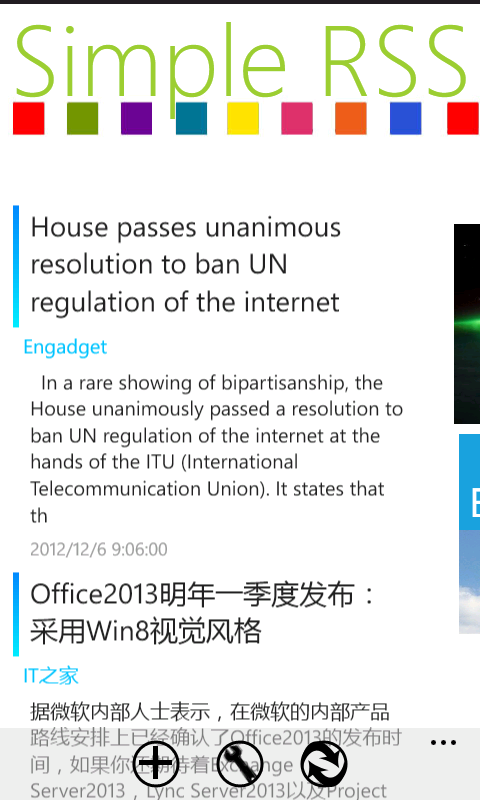 Simple RSS
House passes unanimous
resolution to ban UN
regulation of the internet
Engadget
In a rare showing of bipartisanship, the
House unanimously passed a resolution to
ban UN regulation of the internet at the
hands of the ITU (International
Telecommunication Union). It states that
th
2012/12/6 9:06:00
Office2013明年一季度发布：
采用Win8视觉风格
IT之家
据微软内部人士表示，在微软的内部产品
路线安排上已经确认了Office2013的发布时
间，如果你还期待着Exchange
Server2013，Lync Server2013以及Project